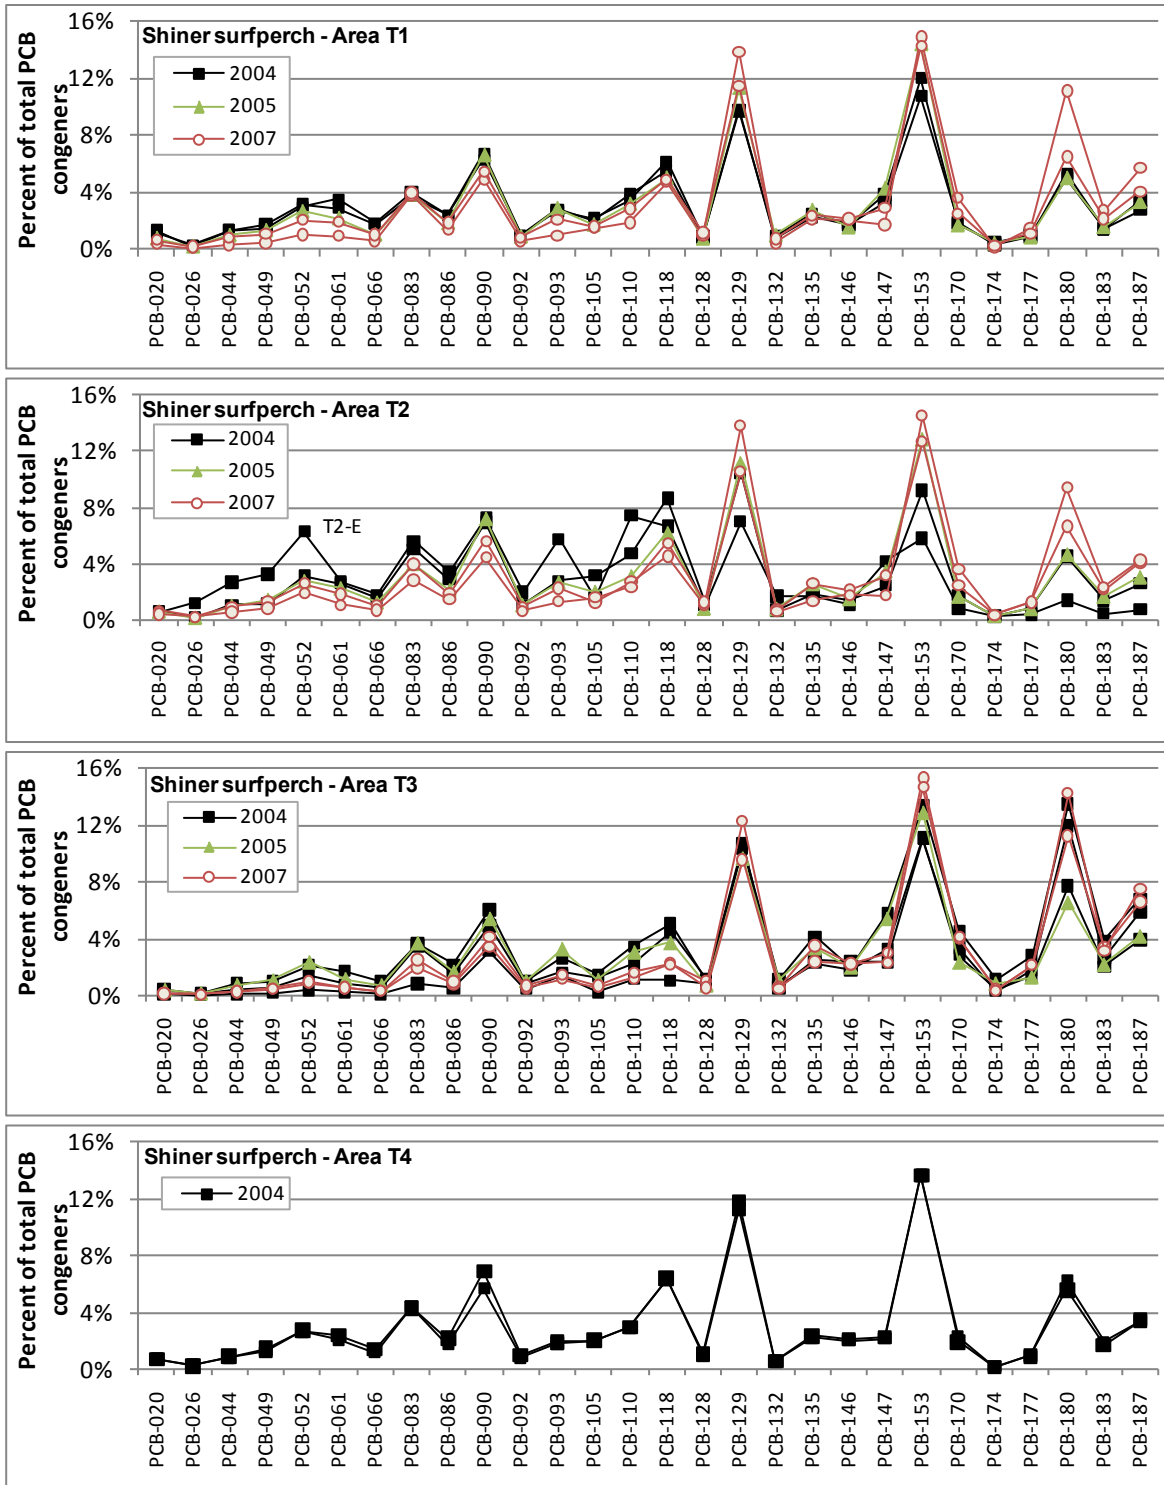 Percent of total PCB
congeners
16%
12%
8%
4%
0%
Shiner surfperch - Area T1
2004
2005
2007
PCB-020
PCB-026
PCB-044
PCB-049
PCB-052
PCB-061
PCB-066
PCB-083
PCB-086
PCB-090
PCB-092
PCB-093
PCB-105
PCB-110
PCB-118
PCB-128
PCB-129
PCB-132
PCB-135
PCB-146
PCB-147
PCB-153
PCB-170
PCB-174
PCB-177
PCB-180
PCB-183
PCB-187
Percent of total PCB
congeners
16%
12%
8%
4%
0%
Shiner surfperch - Area T2
2004
2005
2007
T2-E
PCB-020
PCB-026
PCB-044
PCB-049
PCB-052
PCB-061
PCB-066
PCB-083
PCB-086
PCB-090
PCB-092
PCB-093
PCB-105
PCB-110
PCB-118
PCB-128
PCB-129
PCB-132
PCB-135
PCB-146
PCB-147
PCB-153
PCB-170
PCB-174
PCB-177
PCB-180
PCB-183
PCB-187
Percent of total PCB
congeners
16%
12%
8%
4%
0%
Shiner surfperch - Area T3
2004
2005
2007
PCB-020
PCB-026
PCB-044
PCB-049
PCB-052
PCB-061
PCB-066
PCB-083
PCB-086
PCB-090
PCB-092
PCB-093
PCB-105
PCB-110
PCB-118
PCB-128
PCB-129
PCB-132
PCB-135
PCB-146
PCB-147
PCB-153
PCB-170
PCB-174
PCB-177
PCB-180
PCB-183
PCB-187
Percent of total PCB
congeners
16%
12%
8%
4%
0%
Shiner surfperch - Area T4
2004
PCB-020
PCB-026
PCB-044
PCB-049
PCB-052
PCB-061
PCB-066
PCB-083
PCB-086
PCB-090
PCB-092
PCB-093
PCB-105
PCB-110
PCB-118
PCB-128
PCB-129
PCB-132
PCB-135
PCB-146
PCB-147
PCB-153
PCB-170
PCB-174
PCB-177
PCB-180
PCB-183
PCB-187